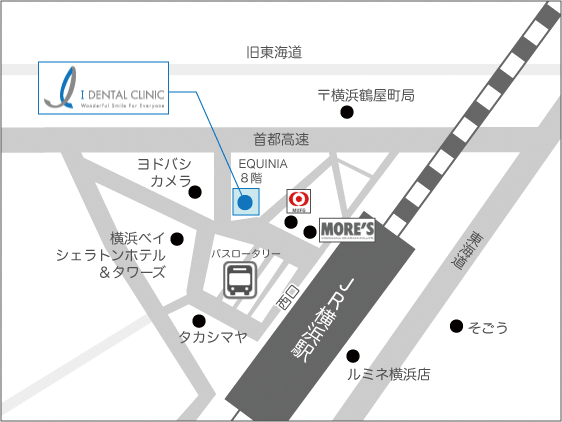 旧東海道
I DENTAL CLINIC
Wonderful Smile For Everyone
〒横浜鶴屋町局
首都高速
ヨドバシ
カメラ
EQUINIA
8階
MUFG
MORE'S
横浜ベイ
シェラトンホテル
&タワーズ
バスロータリー
東海道
西口
JR横浜駅
タカシマヤ
そごう
ルミネ横浜店